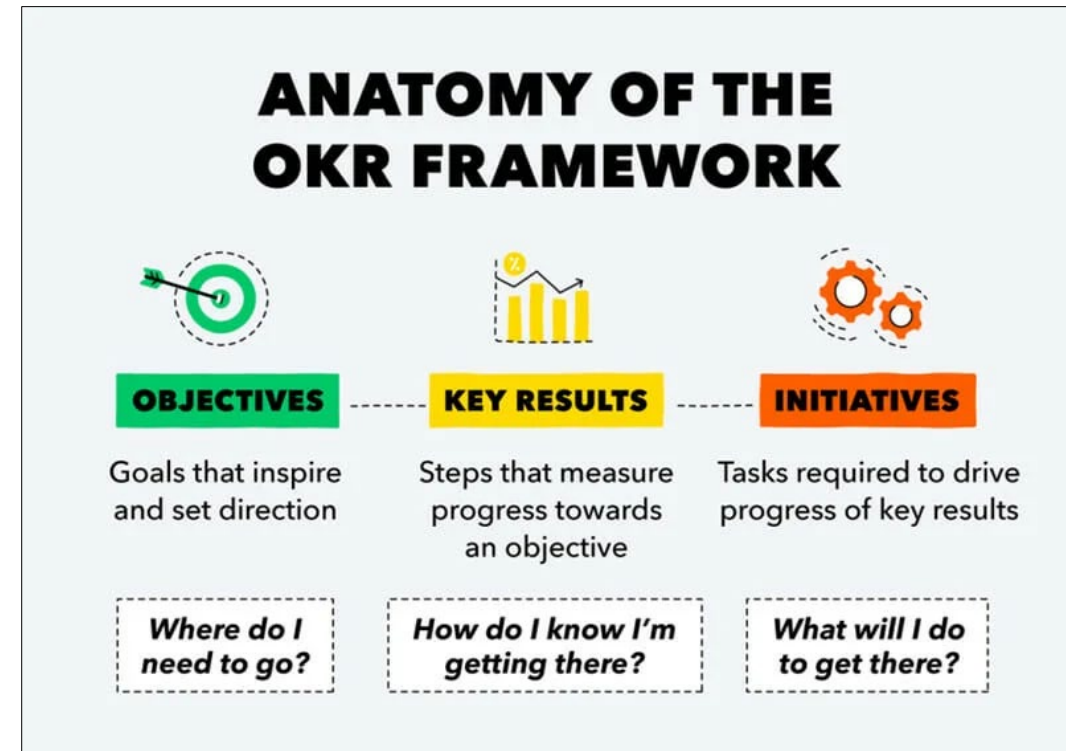 ANATOMY OF THE
OKR FRAMEWORK
%
OBJECTIVES
KEY RESULTS
INITIATIVES
Goals that inspire
and set direction
Steps that measure
progress towards
an objective
Tasks required to drive
progress of key results
Where do I
need to go?
How do I know I'm
getting there?
What will I do
to get there?